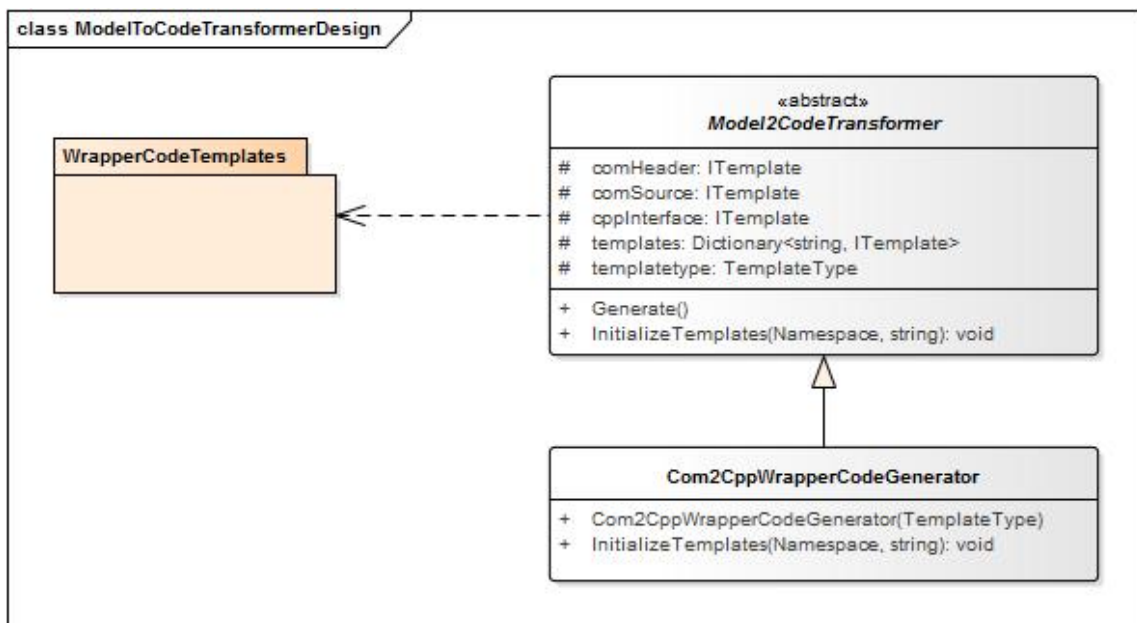 class ModelToCodeTransformerDesign
WrapperCodeTemplates
«abstract»
Model2CodeTransformer
# comHeader: ITemplate
# comSource: ITemplate
# cppInterface: ITemplate
# templates: Dictionary<string, ITemplate>
# templatetype: TemplateType
+ Generate()
+ InitializeTemplates(Namespace, string): void
Com2CppWrapperCodeGenerator
+ Com2CppWrapperCodeGenerator(TemplateType)
+ InitializeTemplates(Namespace, string): void